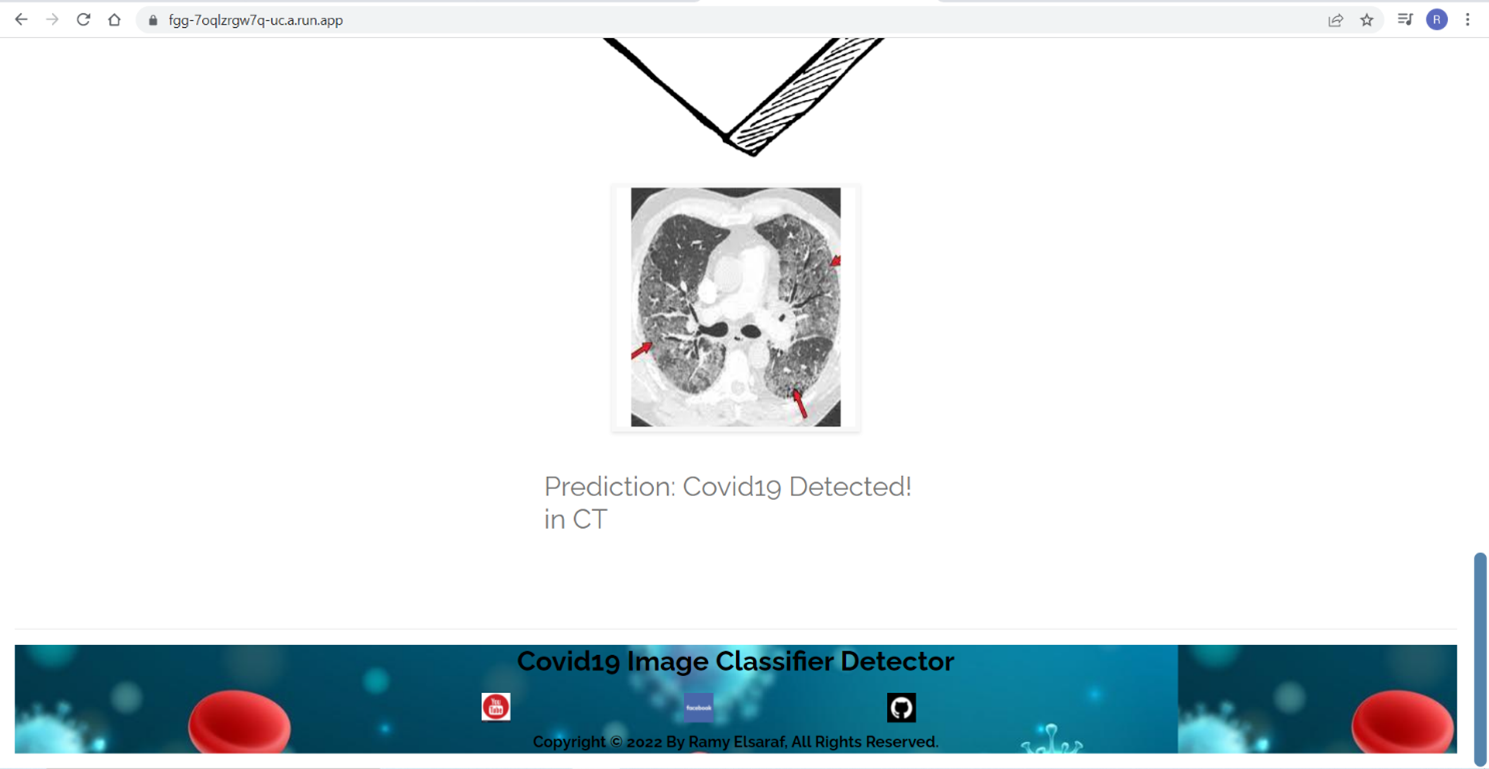 fgg-7oqlzrgw7q-uc.a.run.app
R
Prediction: Covid19 Detected!
in CT
Covid19 Image Classifier Detector
You
Tube
facebook
Copyright © 2022 By Ramy Elsaraf, All Rights Reserved.